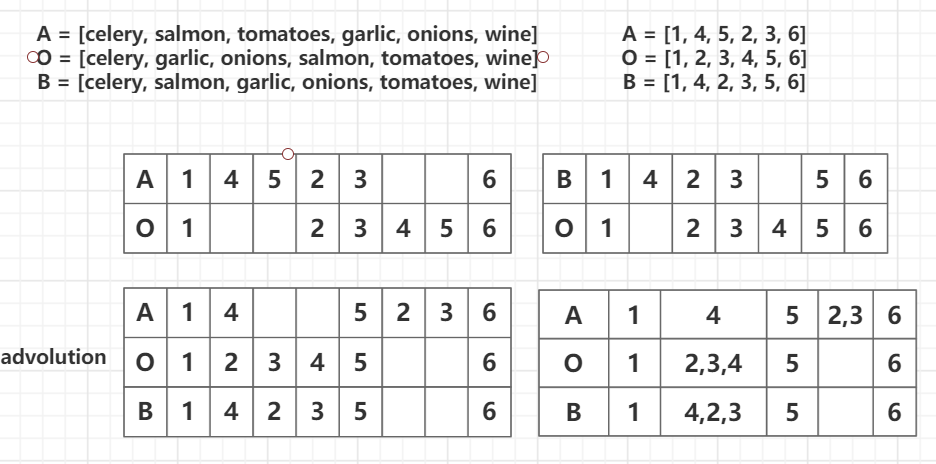 A = [celery, salmon, tomatoes, garlic, onions, wine]
O = [celery, garlic, onions, salmon, tomatoes, wine]
B = [celery, salmon, garlic, onions, tomatoes, wine]
A = [1, 4, 5, 2, 3, 6]
O = [1, 2, 3, 4, 5, 6]
B = [1, 4, 2, 3, 5, 6]
A 1 4 5 2 3 6
O 1 2 3 4 5 6
B 1 4 2 3 5 6
O 1 2 3 4 5 6
advolution
A 1 4 5 2 3 6
O 1 2 3 4 5 6
B 1 4 2 3 5 6
A 1 4 5 2,3 6
O 1 2,3,4 5 6
B 1 4,2,3 5 6